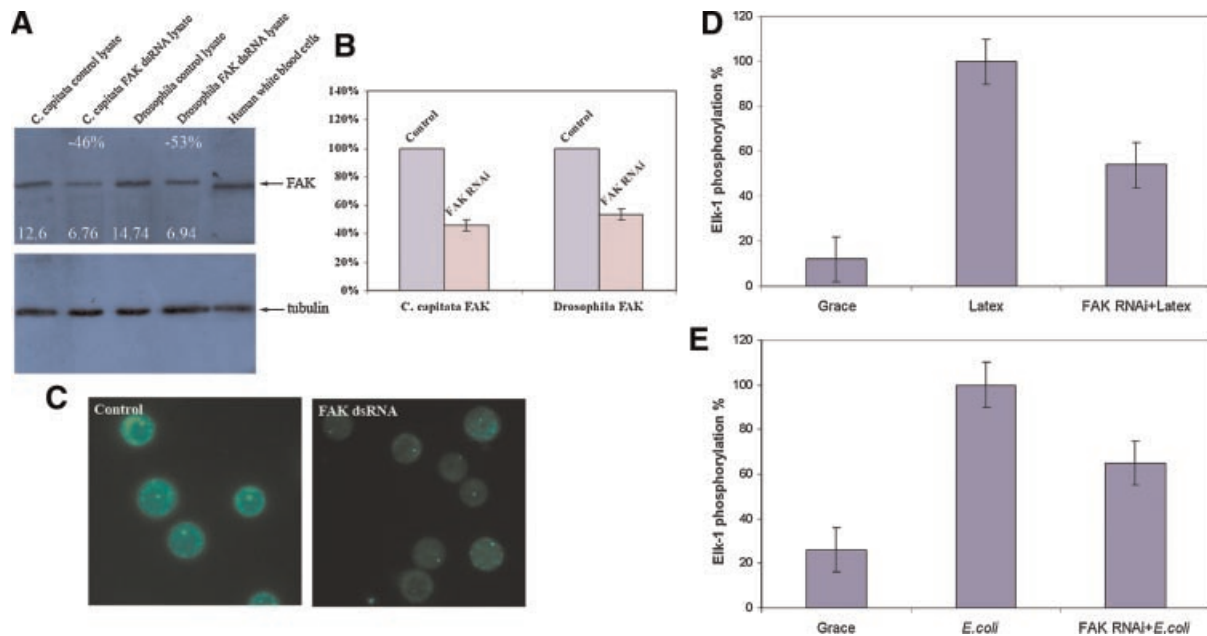 A
C. capitata control lysate
C. capitata FAK dsRNA lysate
Drosophila control lysate
Drosophila FAK dsRNA lysate
Human white blood cells
-46%
-53%
FAK
12.6
6.76
14.74
6.94
tubulin
B
140%
120%
100%
80%
60%
40%
20%
0%
Control
FAK RNAi
Control
FAK RNAi
C. capitata FAK
Drosophila FAK
C
Control
FAK dsRNA
D
Elk-1 phosphorylation %
120
100
80
60
40
20
0
Grace
Latex
FAK RNAi+Latex
E
Elk-1 phosphorylation %
120
100
80
60
40
20
0
Grace
E.coli
FAK RNAi+E.coli